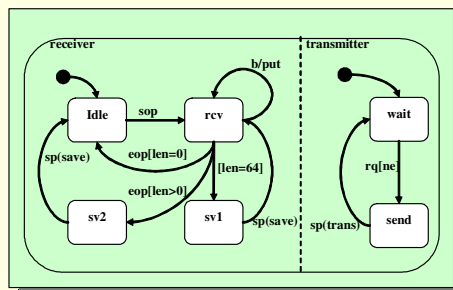 receiver
transmitter
b/put
Idle
sop
rcv
wait
eop[len=0]
sp(save)
[len=64]
rq[ne]
eop[len>0]
sv2
sv1
sp(save)
sp(trans)
send